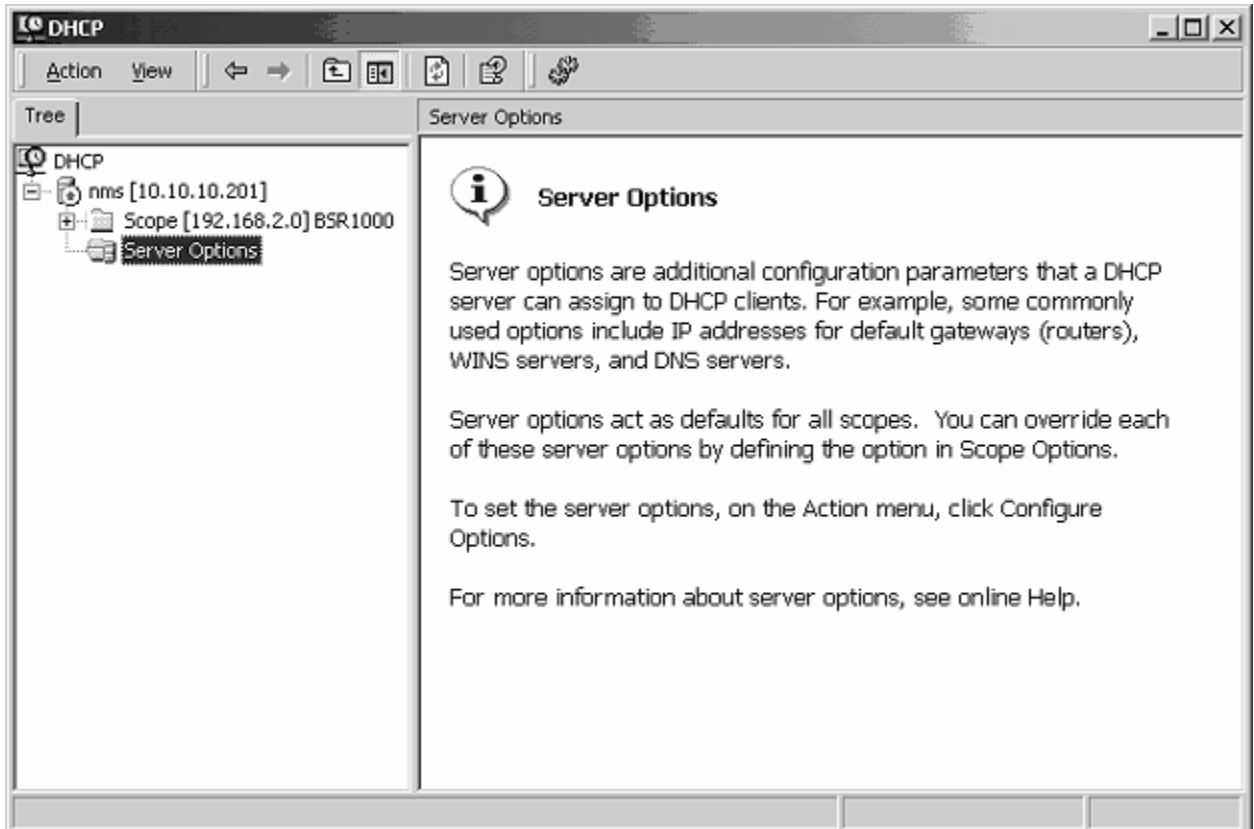 DHCP
Action View
Tree
Server Options
DHCP
nms [10.10.10.201]
Scope [192.168.2.0] BSR1000
Server Options
Server Options
Server options are additional configuration parameters that a DHCP
server can assign to DHCP clients. For example, some commonly
used options include IP addresses for default gateways (routers),
WINS servers, and DNS servers.
Server options act as defaults for all scopes. You can override each
of these server options by defining the option in Scope Options.
To set the server options, on the Action menu, click Configure
Options.
For more information about server options, see online Help.